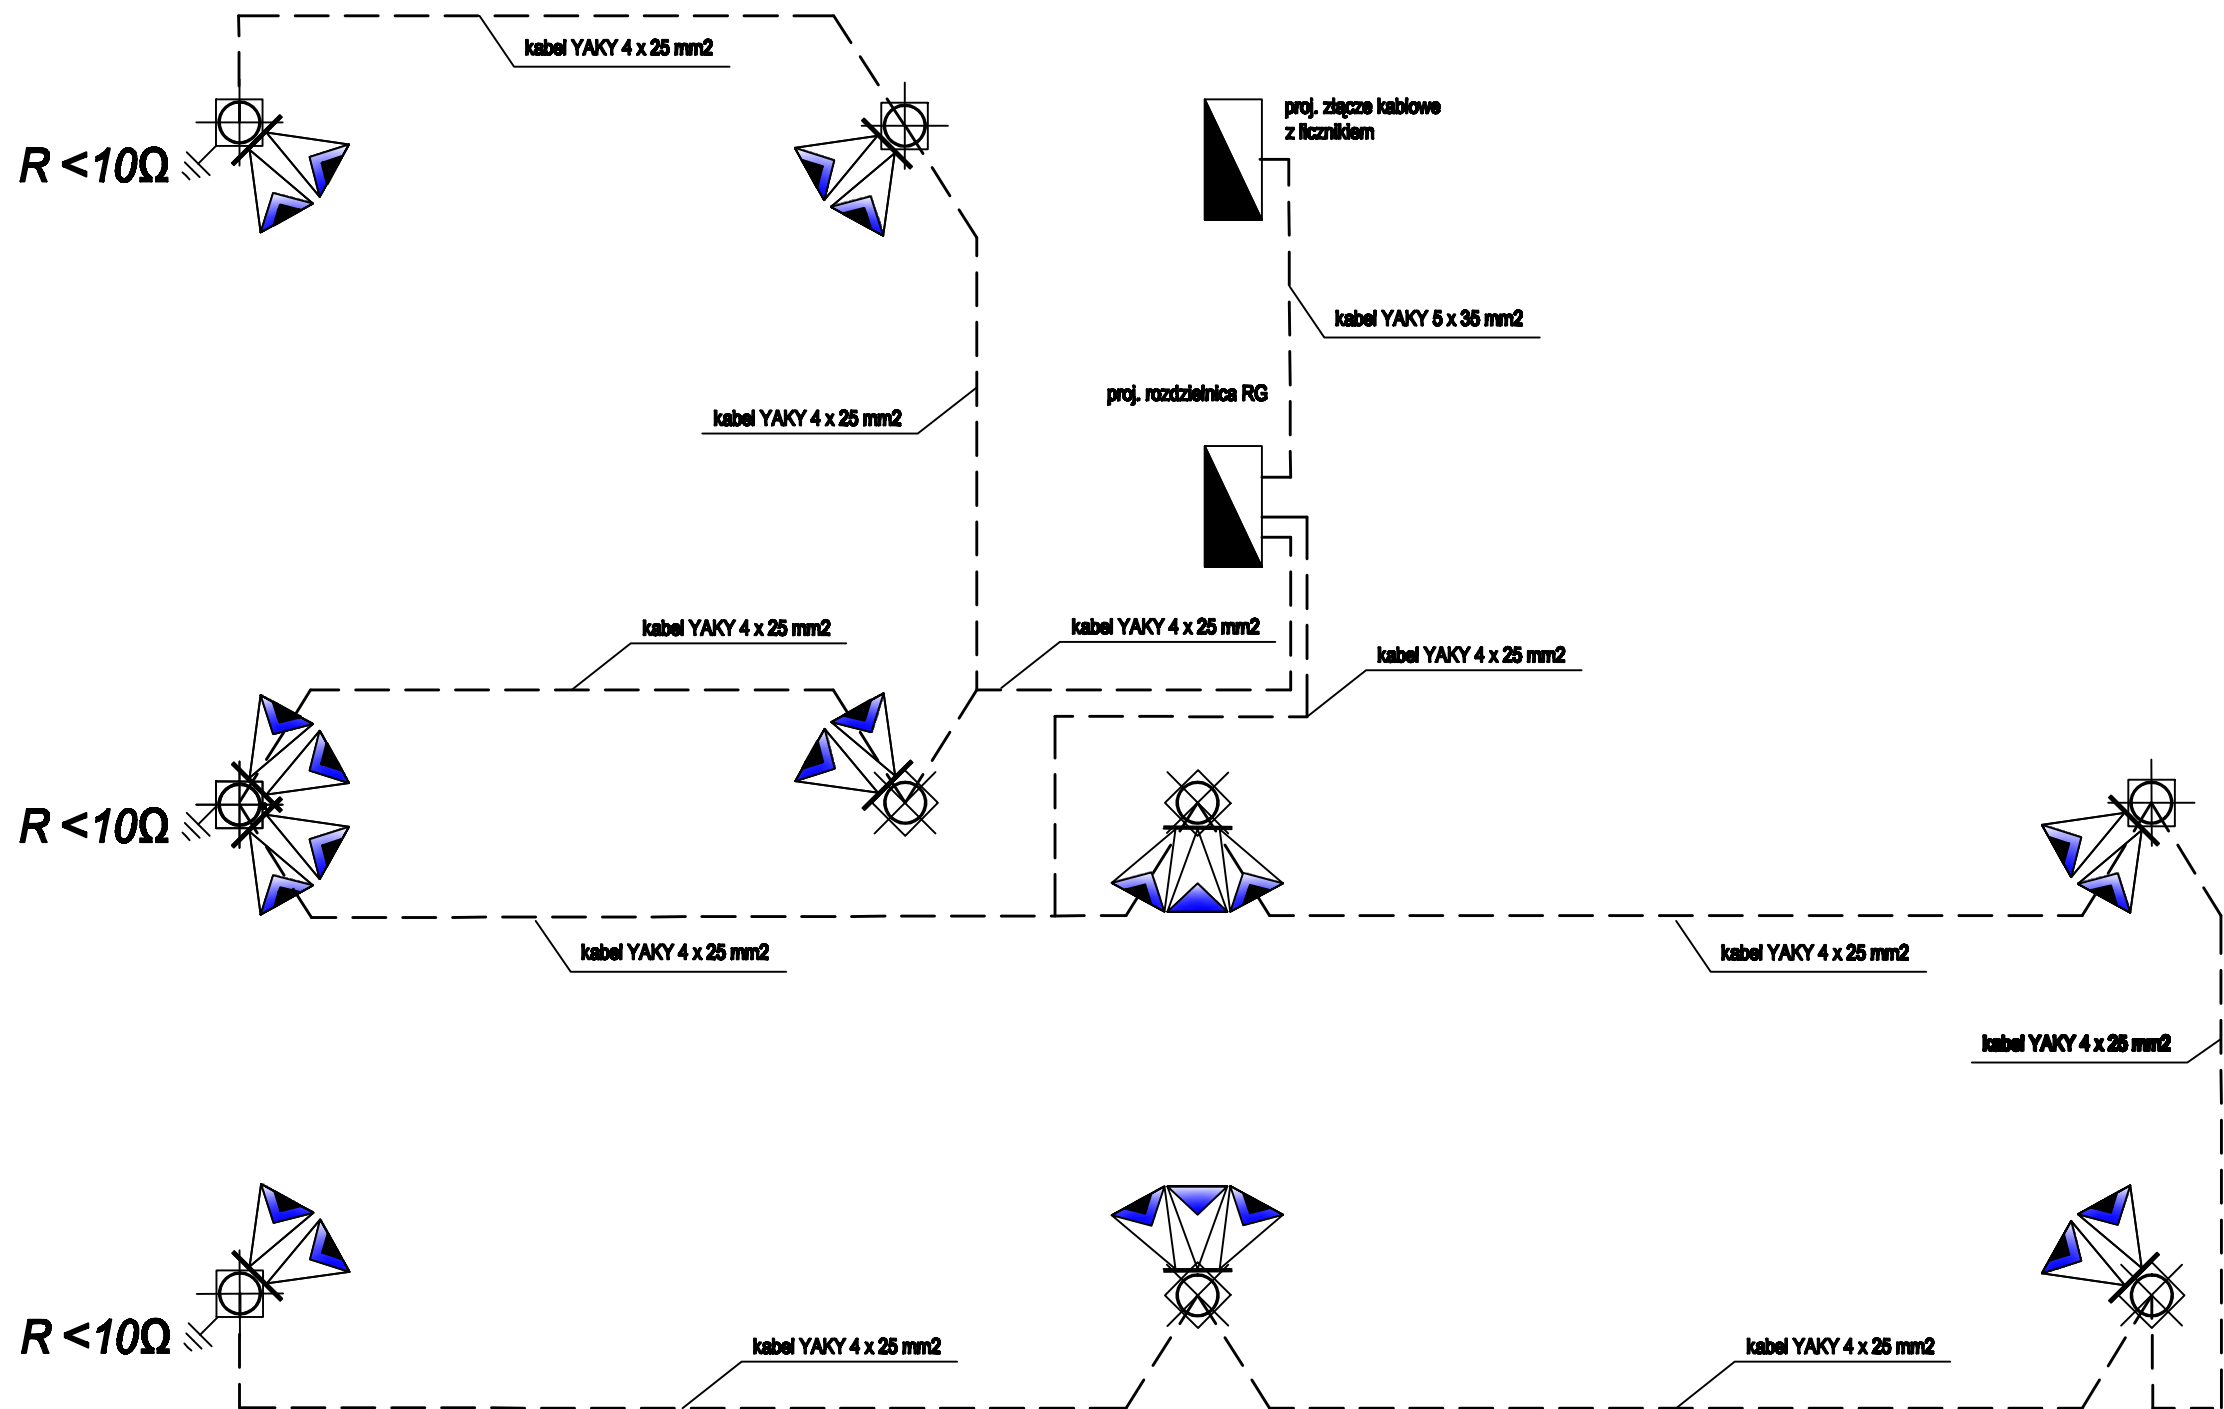 kabel YAKY 4 x 25 mm2
proj. złącze kablowe
z licznikiem
R <10Ω
kabel YAKY 5 x 35 mm2
proj. rozdzielnica RG
kabel YAKY 4 x 25 mm2
kabel YAKY 4 x 25 mm2
kabel YAKY 4 x 25 mm2
kabel YAKY 4 x 25 mm2
R <10Ω
kabel YAKY 4 x 25 mm2
kabel YAKY 4 x 25 mm2
kabel YAKY 4 x 25 mm2
R <10Ω
kabel YAKY 4 x 25 mm2
kabel YAKY 4 x 25 mm2